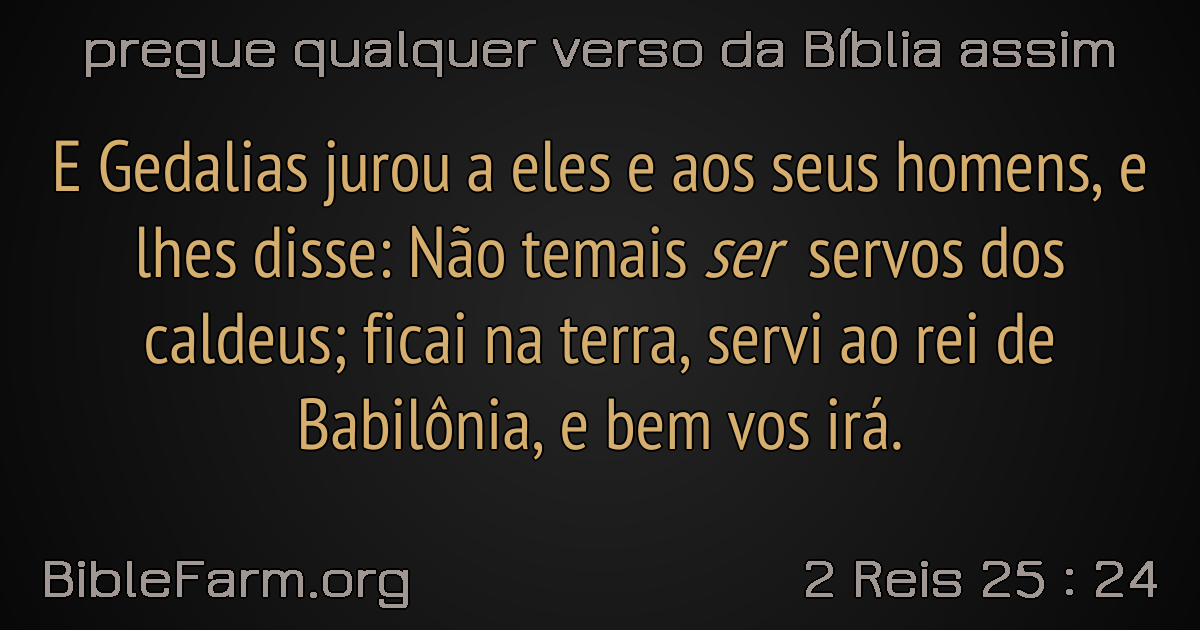 pregue qualquer verso da Bíblia assim
E Gedalias jurou a eles e aos seus homens, e
lhes disse: Não temais ser servos dos
caldeus; ficai na terra, servi ao rei de
Babilônia, e bem vos irá.
BibleFarm.org
2 Reis 25 : 24